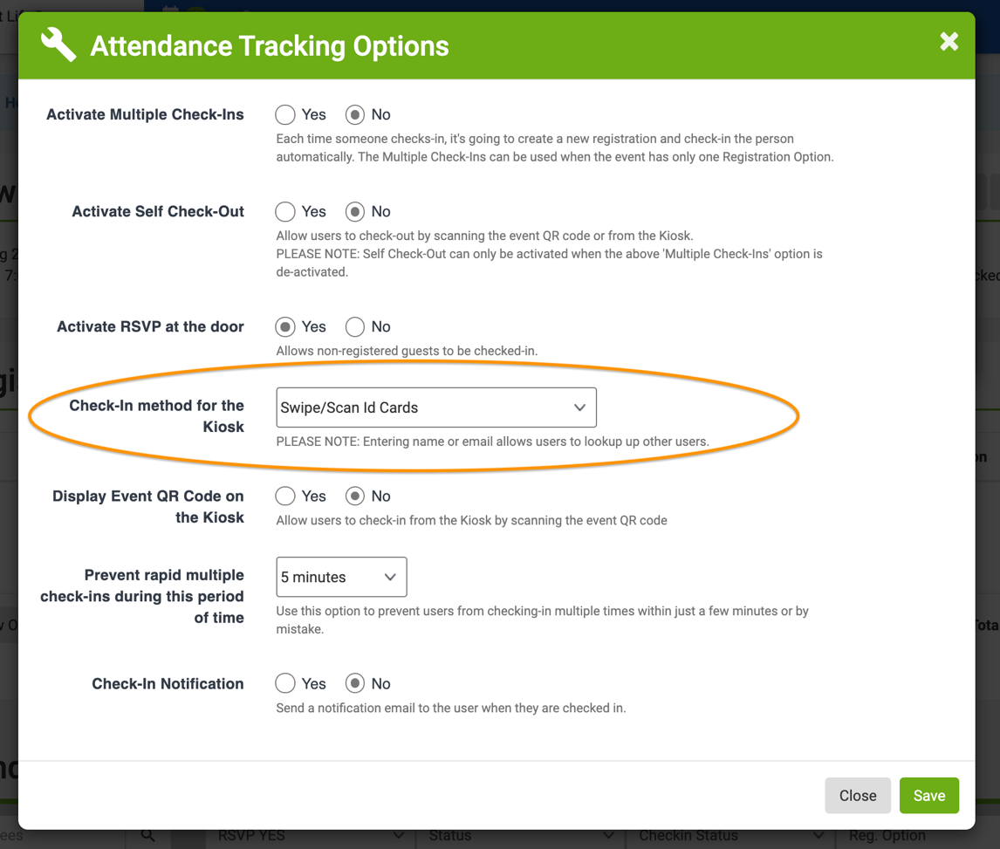 Attendance Tracking Options
Activate Multiple Check-Ins
Yes No
Each time someone checks-in, it's going to create a new registration and check-in the person
automatically. The Multiple Check-Ins can be used when the event has only one Registration Option.
Activate Self Check-Out
Yes No
Allow users to check-out by scanning the event QR code or from the Kiosk.
PLEASE NOTE: Self Check-Out can only be activated when the above 'Multiple Check-Ins' option is
de-activated.
Activate RSVP at the door
Yes No
Allows non-registered guests to be checked-in.
Check-In method for the
Kiosk
Swipe/Scan Id Cards
PLEASE NOTE: Entering name or email allows users to lookup up other users.
Display Event QR Code on
the Kiosk
Yes No
Allow users to check-in from the Kiosk by scanning the event QR code
Prevent rapid multiple
check-ins during this period
of time
5 minutes
Use this option to prevent users from checking-in multiple times within just a few minutes or by
mistake.
Check-In Notification
Yes No
Send a notification email to the user when they are checked in.
Close Save
RSVP YES Status Checkin Status Reg. Option